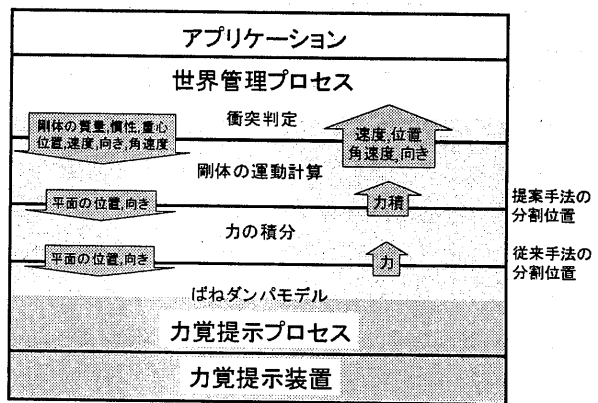 アプリケーション
世界管理プロセス
衝突判定
剛体の質量,慣性,重心
位置,速度,向き,角速度
速度,位置
角速度,向き
剛体の運動計算
平面の位置,向き
力積
提案手法の
分割位置
力の積分
平面の位置,向き
力
従来手法の
分割位置
ばねダンパモデル
力覚提示プロセス
力覚提示装置